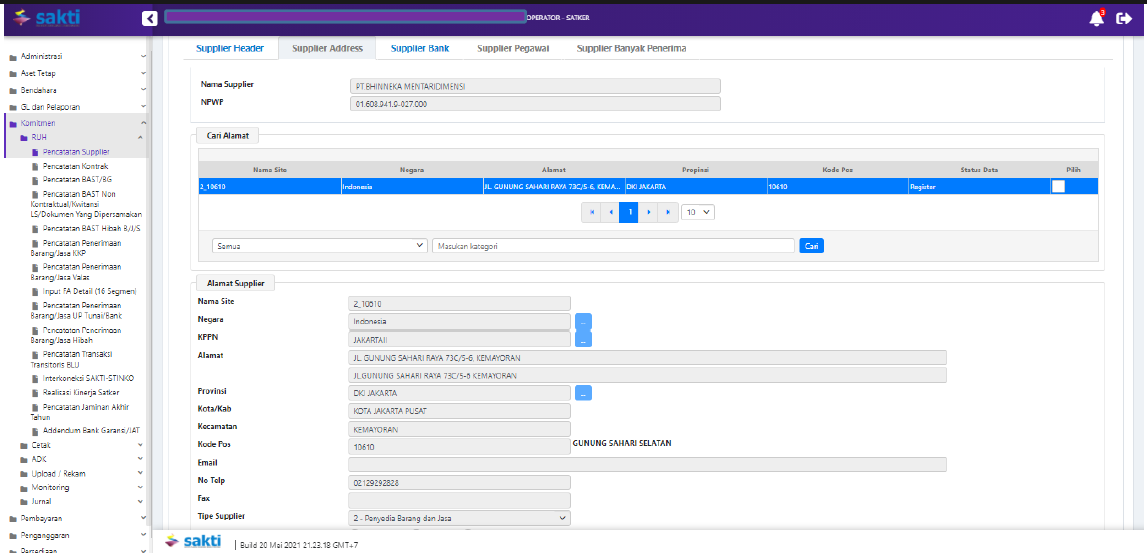 sakti
OPERATOR - SATKER
3
Administrasi
Aset Tetap
Bendahara
GL dan Pelaporan
Komitmen
RUH
Pencatatan Supplier
Pencatatan Kontrak
Pencatatan BAST/BG
Pencatatan BAST Non
Kontraktual/Kwitansi
LS/Dokumen Yang Dipersamakan
Pencatatan BAST Hibah B/J/S
Pencatatan Penerimaan
Barang/Jasa KKP
Pencatatan Penerimaan
Barang/Jasa Valas
Input FA Detail (16 Segmen)
Pencatatan Penerimaan
Barang/Jasa UP Tunai/Bank
Pencatatan Penerimaan
Barang/Jasa Hibah
Pencatatan Transaksi
Transitoris BLU
Interkoneksi SAKTI-STINKO
Realisasi Kinerja Satker
Pencatatan Jaminan Akhir
Tahun
Addendum Bank Garansi/JAT
Cetak
ADK
Upload / Rekam
Monitoring
Jurnal
Pembayaran
Penganggaran
Persediaan
Supplier Header Supplier Address Supplier Bank Supplier Pegawai Supplier Banyak Penerima
Nama Supplier PT.BHINNEKA MENTARIDIMENSI
NPWP 01.608.941.9-027.000
Cari Alamat
Nama Site Negara Alamat Propinsi Kode Pos Status Data Pilih
2_10610 Indonesia JL. GUNUNG SAHARI RAYA 73C/5-6, KEMA... DKI JAKARTA 10610 Register
1 10
Semua Masukan kategori Cari
Alamat Supplier
Nama Site 2_10610
Negara Indonesia ...
KPPN JAKARTAII ...
Alamat JL. GUNUNG SAHARI RAYA 73C/5-6, KEMAYORAN
JL.GUNUNG SAHARI RAYA 73C/5-6 KEMAYORAN
Provinsi DKI JAKARTA ...
Kota/Kab KOTA JAKARTA PUSAT
Kecamatan KEMAYORAN
Kode Pos 10610 GUNUNG SAHARI SELATAN
Email
No Telp 02129292828
Fax
Tipe Supplier 2 - Penyedia Barang dan Jasa
sakti | Build 20 Mei 2021 21.23.18 GMT+7